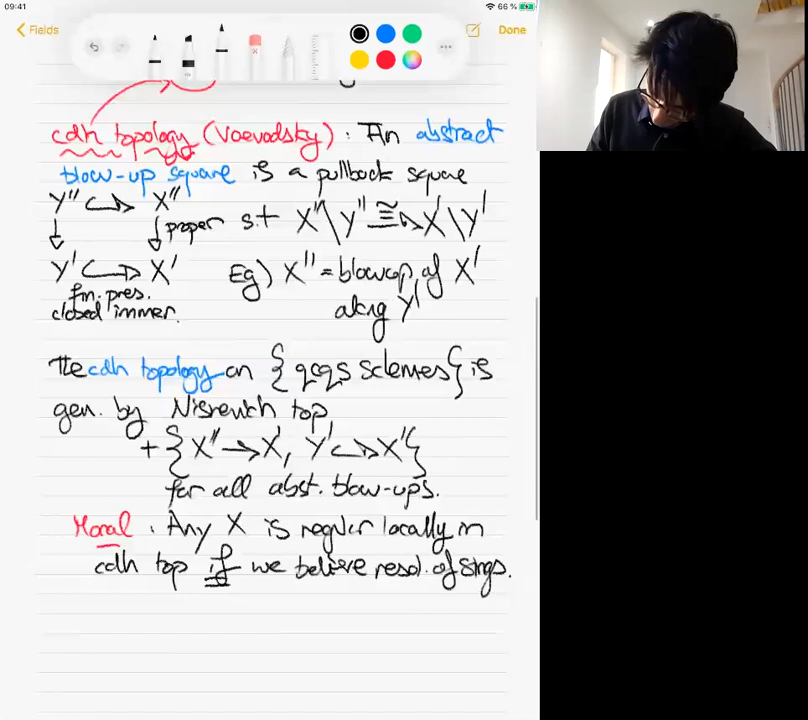 09:41
66 %
Fields
Done
cdh topology (Voevodsky) : An abstract
blow-up square is a pullback square
Y'' ↪ X''
↓ ↓ proper s.t X''\Y'' ≅→ X'\Y'
Y' ↪ X' Eg) X'' = blowup of X'
fin. pres.
closed immer. along Y'
The cdh topology on {qcqs schemes} is
gen. by Nisnevich top
+ {X'' → X', Y' ↪ X'}
for all abst. blow-ups.
Moral : Any X is regular locally in
cdh top if we believe resol. of sings.